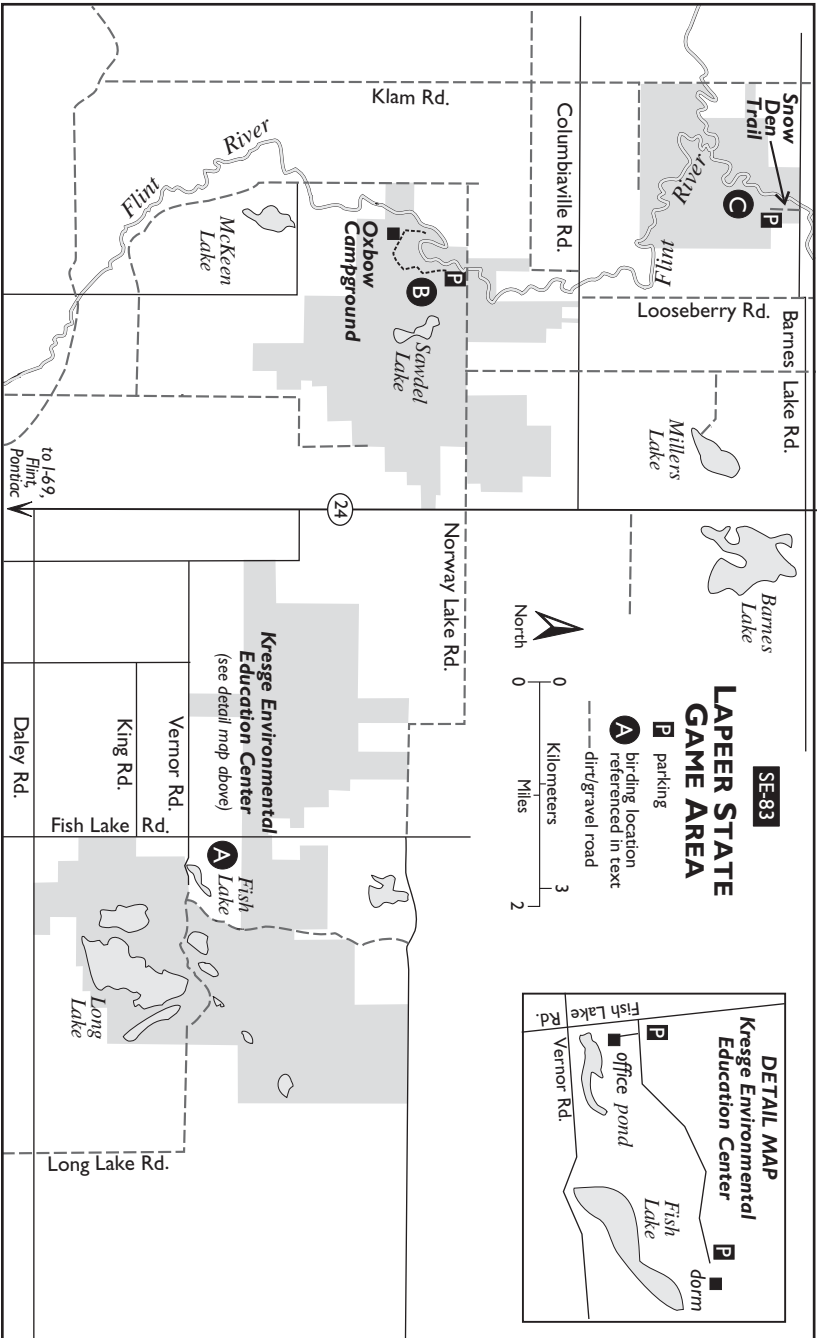 SE-83
LAPEER STATE
GAME AREA
P parking
A birding location
referenced in text
dirt/gravel road
0 3
Kilometers
Miles
0 2
North
DETAIL MAP
Kresge Environmental
Education Center
P
dorm
Fish
Lake
P
office
pond
Fish Lake
Rd.
Vernor Rd.
Snow
Den
Trail
P
C
River
Flint
Barnes Lake Rd.
Looseberry Rd.
Millers
Lake
Barnes
Lake
Columbiaville Rd.
Klam Rd.
Flint River
McKeen
Lake
Oxbow
Campground
P
B
Sawdel
Lake
Norway Lake Rd.
24
to I-69,
Flint,
Pontiac
Kresge Environmental
Education Center
(see detail map above)
Vernor Rd.
King Rd.
Daley Rd.
Fish Lake Rd.
A
Fish
Lake
Long
Lake
Long Lake Rd.